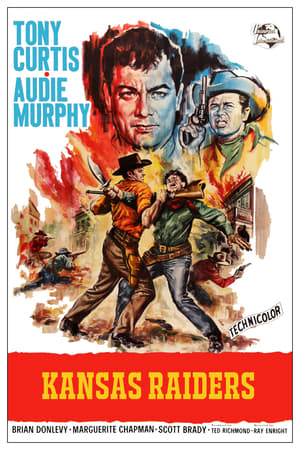 TONY
CURTIS
AUDIE
MURPHY
TECHNICOLOR
KANSAS RAIDERS
BRIAN DONLEVY · MARGUERITE CHAPMAN · SCOTT BRADY · TED RICHMOND · RAY ENRIGHT